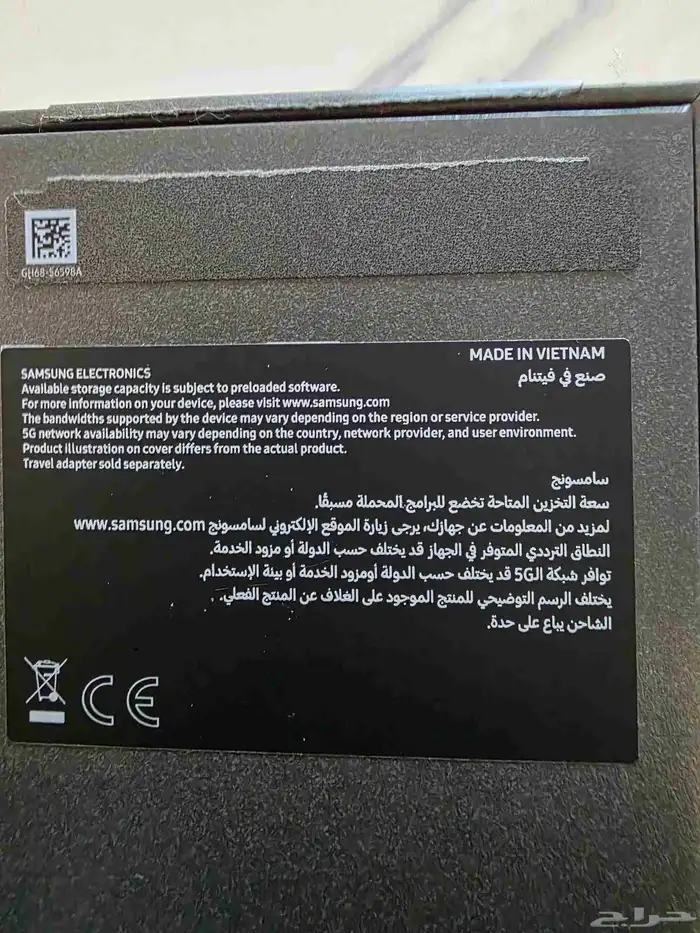 GH68-56598A
MADE IN VIETNAM
صنع في فيتنام
SAMSUNG ELECTRONICS
Available storage capacity is subject to preloaded software.
For more information on your device, please visit www.samsung.com
The bandwidths supported by the device may vary depending on the region or service provider.
5G network availability may vary depending on the country, network provider, and user environment.
Product illustration on cover differs from the actual product.
Travel adapter sold separately.
سامسونج
سعة التخزين المتاحة تخضع للبرامج المحملة مسبقًا.
لمزيد من المعلومات عن جهازك، يرجى زيارة الموقع الإلكتروني لسامسونج www.samsung.com
النطاق الترددي المتوفر في الجهاز قد يختلف حسب الدولة أو مزود الخدمة.
توافر شبكة الـ5G قد يختلف حسب الدولة أومزود الخدمة أو بيئة الإستخدام.
يختلف الرسم التوضيحي للمنتج الموجود على الغلاف عن المنتج الفعلي.
الشاحن يباع على حدة.
CE
حراج